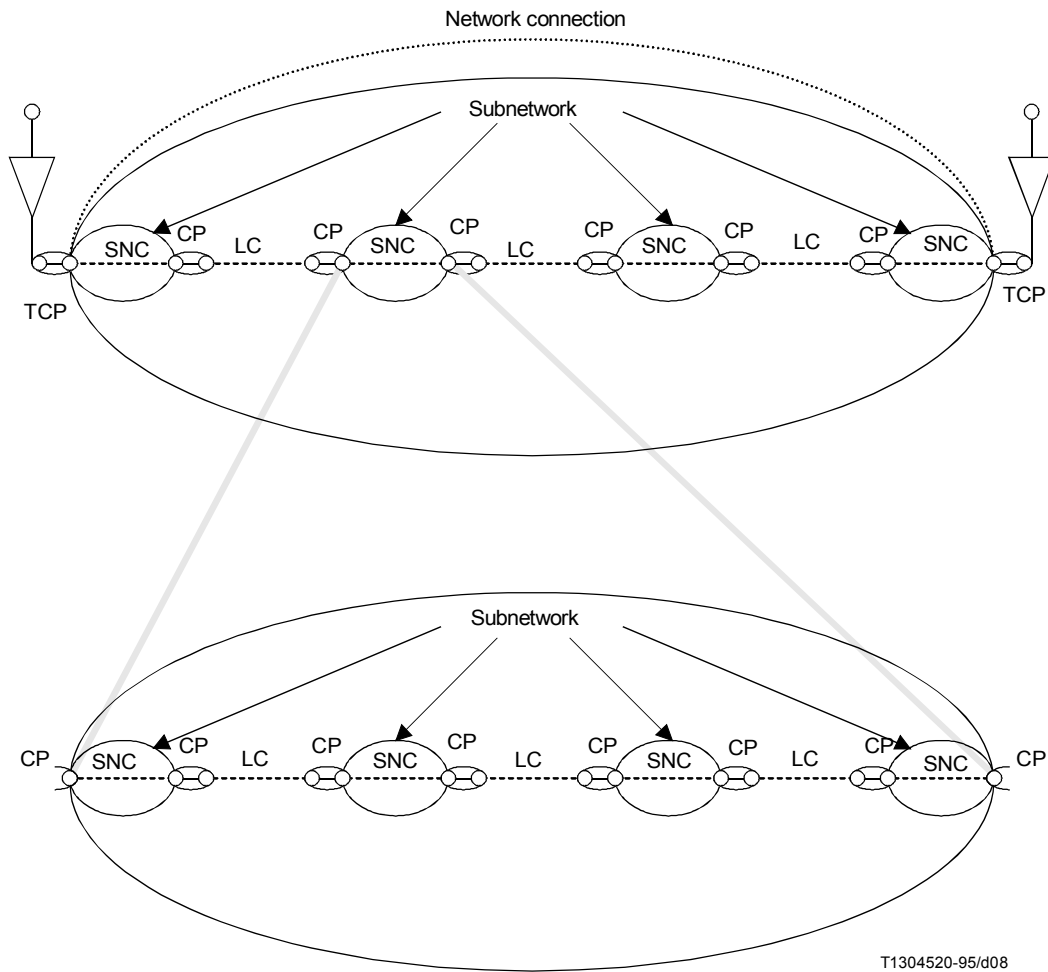 Network connection
Subnetwork
SNC CP LC CP SNC CP LC CP SNC CP LC CP SNC
TCP TCP
Subnetwork
CP SNC CP LC CP SNC CP LC CP SNC CP LC CP SNC CP
T1304520-95/d08